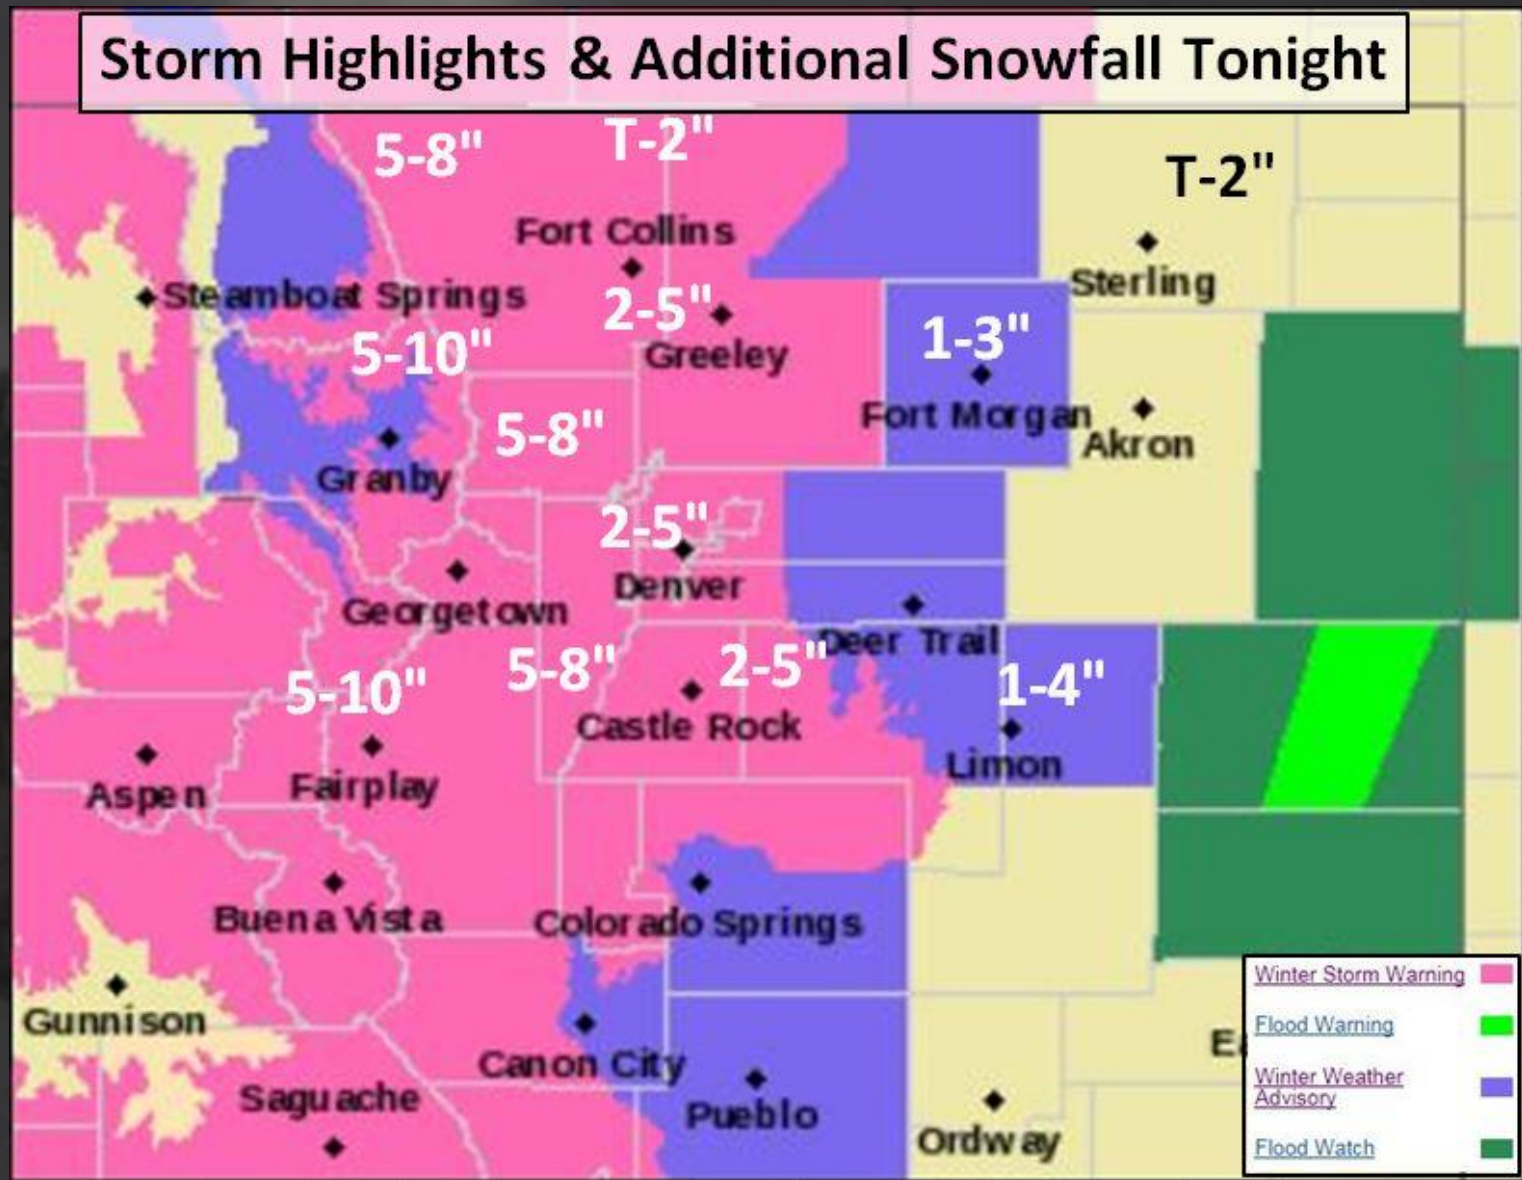 Storm Highlights & Additional Snowfall Tonight
5-8"
T-2"
T-2"
Fort Collins
Sterling
Steamboat Springs
2-5"
1-3"
5-10"
Greeley
Fort Morgan
Akron
5-8"
Granby
2-5"
Denver
Georgetown
Deer Trail
5-8"
2-5"
1-4"
5-10"
Castle Rock
Limon
Aspen
Fairplay
Buena Vista
Colorado Springs
Gunnison
Canon City
Saguache
Pueblo
Ordway
Winter Storm Warning
Flood Warning
Winter Weather
Advisory
Flood Watch